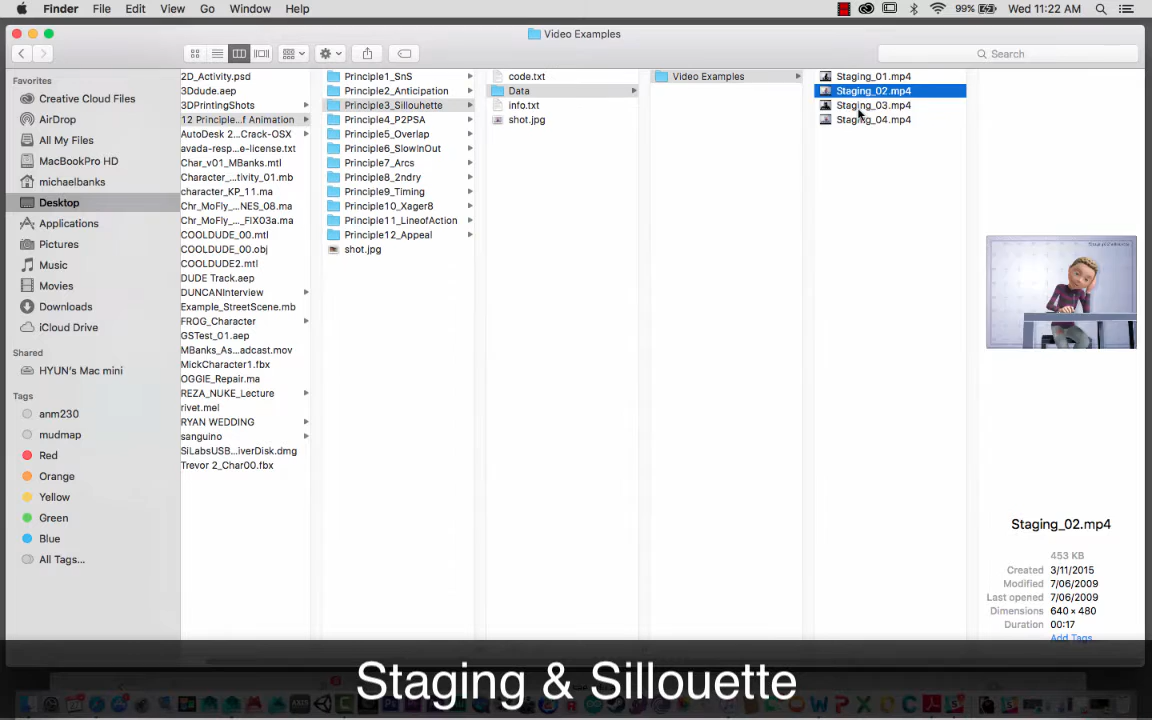 Finder File Edit View Go Window Help 99% Wed 11:22 AM
Video Examples
Search
Favorites
Creative Cloud Files
AirDrop
All My Files
MacBookPro HD
michaelbanks
Desktop
Applications
Pictures
Music
Movies
Downloads
iCloud Drive
Shared
HYUN's Mac mini
Tags
anm230
mudmap
Red
Orange
Yellow
Green
Blue
All Tags...
2D_Activity.psd
3Ddude.aep
3DPrintingShots
12 Principle...f Animation
AutoDesk 2...Crack-OSX
avada-resp...e-license.txt
Char_v01_MBanks.mtl
Character_...tivity_01.mb
character_KP_11.ma
Chr_MoFly_...NES_08.ma
Chr_MoFly_..._FIX03a.ma
COOLDUDE_00.mtl
COOLDUDE_00.obj
COOLDUDE2.mtl
DUDE Track.aep
DUNCANInterview
Example_StreetScene.mb
FROG_Character
GSTest_01.aep
MBanks_As...adcast.mov
MickCharacter1.fbx
OGGIE_Repair.ma
REZA_NUKE_Lecture
rivet.mel
RYAN WEDDING
sanguino
SiLabsUSB...iverDisk.dmg
Trevor 2_Char00.fbx
Principle1_SnS
Principle2_Anticipation
Principle3_Sillouhette
Principle4_P2PSA
Principle5_Overlap
Principle6_SlowInOut
Principle7_Arcs
Principle8_2ndry
Principle9_Timing
Principle10_Xager8
Principle11_LineofAction
Principle12_Appeal
shot.jpg
code.txt
Data
info.txt
shot.jpg
Video Examples
Staging_01.mp4
Staging_02.mp4
Staging_03.mp4
Staging_04.mp4
Staging_02.mp4
453 KB
Created 3/11/2015
Modified 7/06/2009
Last opened 7/06/2009
Dimensions 640 × 480
Duration 00:17
Add Tags
Staging & Sillouette